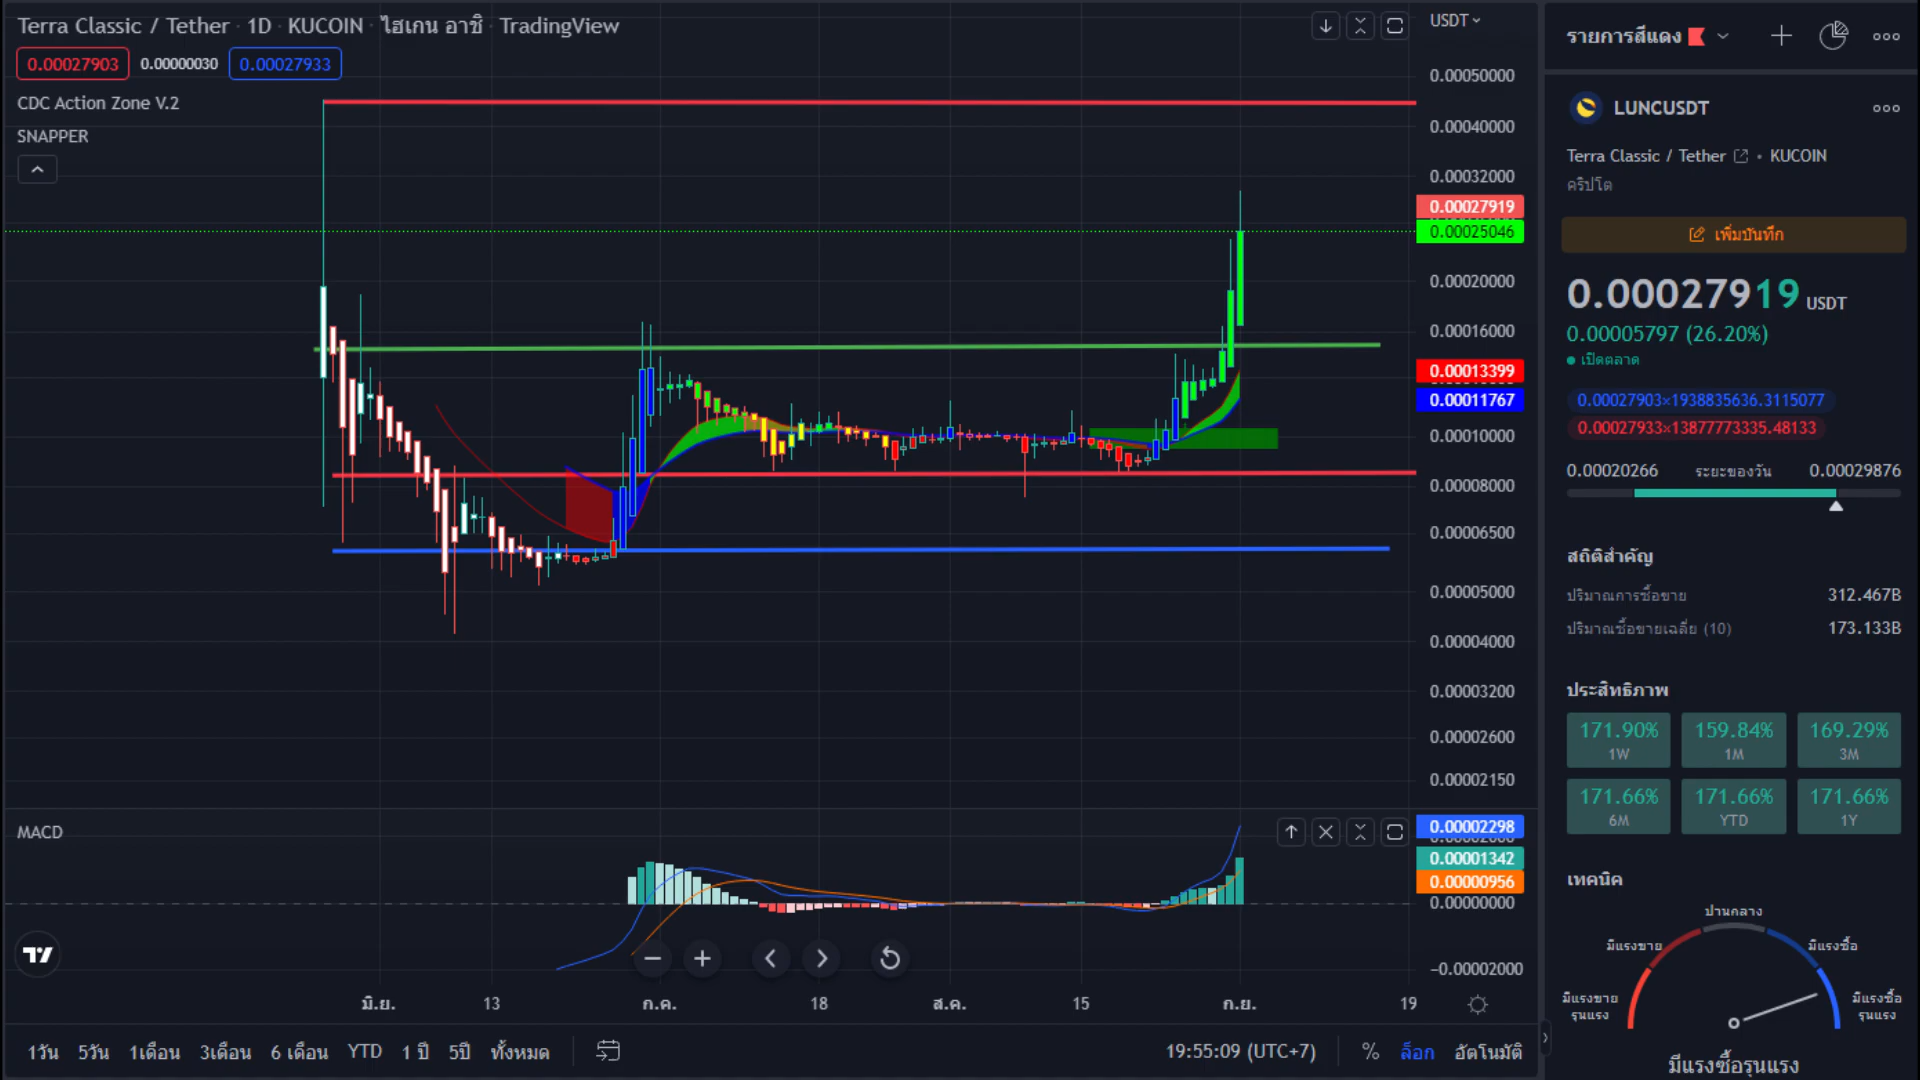 Terra Classic / Tether · 1D · KUCOIN · ไฮเกน อาชิ · TradingView
0.00027903 0.00000030 0.00027933
CDC Action Zone V.2
SNAPPER
USDT
0.00050000
0.00040000
0.00032000
0.00027919
0.00025046
0.00020000
0.00016000
0.00013399
0.00011767
0.00010000
0.00008000
0.00006500
0.00005000
0.00004000
0.00003200
0.00002600
0.00002150
MACD
0.00002298
0.00001342
0.00000956
0.00000000
−0.00002000
มิ.ย. 13 ก.ค. 18 ส.ค. 15 ก.ย. 19
1วัน 5วัน 1เดือน 3เดือน 6 เดือน YTD 1 ปี 5ปี ทั้งหมด
19:55:09 (UTC+7) % ล็อก อัตโนมัติ
รายการสีแดง
LUNCUSDT
Terra Classic / Tether • KUCOIN
คริปโต
เพิ่มบันทึก
0.00027919 USDT
0.00005797 (26.20%)
เปิดตลาด
0.00027903×1938835636.3115077
0.00027933×13877773335.48133
0.00020266 ระยะของวัน 0.00029876
สถิติสำคัญ
ปริมาณการซื้อขาย 312.467B
ปริมาณซื้อขายเฉลี่ย (10) 173.133B
ประสิทธิภาพ
171.90% 159.84% 169.29%
1W 1M 3M
171.66% 171.66% 171.66%
6M YTD 1Y
เทคนิค
ปานกลาง
มีแรงขาย มีแรงซื้อ
มีแรงขาย มีแรงซื้อ
รุนแรง รุนแรง
มีแรงซื้อรุนแรง